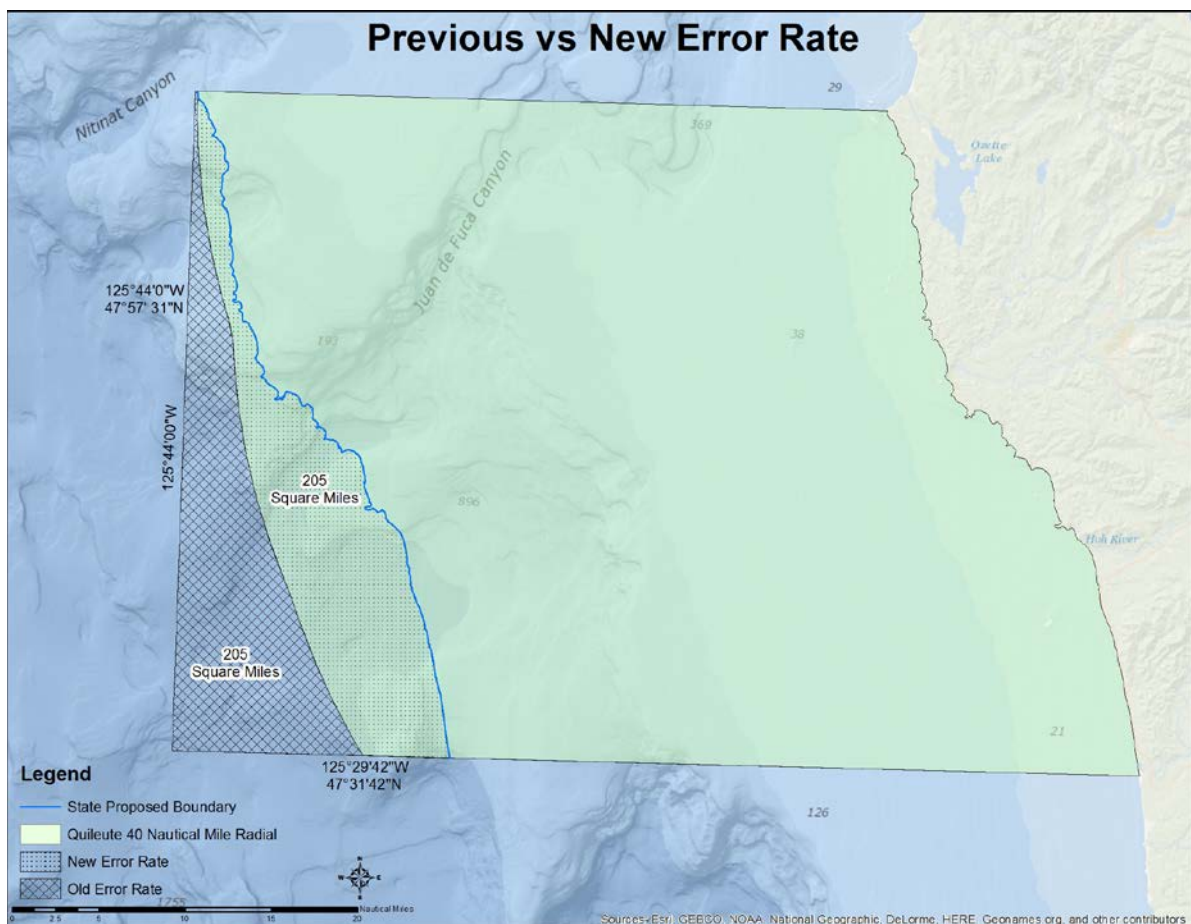 Previous vs New Error Rate
Nitinat Canyon
29
369
Ozette
Lake
Juan de Fuca Canyon
125°44'0"W
47°57' 31"N
193
38
125°44'00"W
205
Square Miles
896
Hoh River
205
Square Miles
21
125°29'42"W
47°31'42"N
126
Legend
State Proposed Boundary
Quileute 40 Nautical Mile Radial
New Error Rate
Old Error Rate
1755
N
W
E
S
Nautical Miles
0 2.5 5 10 15 20
Sources: Esri, GEBCO, NOAA, National Geographic, DeLorme, HERE, Geonames.org, and other contributors